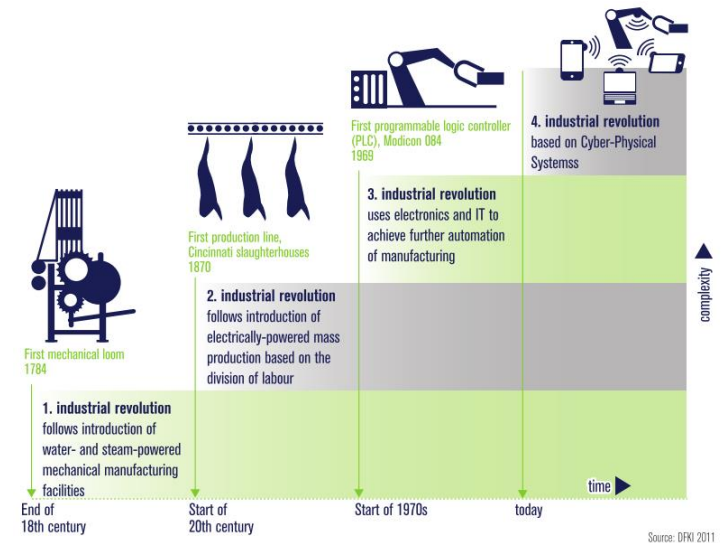 First mechanical loom
1784
1. industrial revolution
follows introduction of
water- and steam-powered
mechanical manufacturing
facilities
End of
18th century
First production line,
Cincinnati slaughterhouses
1870
2. industrial revolution
follows introduction of
electrically-powered mass
production based on the
division of labour
Start of
20th century
First programmable logic controller
(PLC), Modicon 084
1969
3. industrial revolution
uses electronics and IT to
achieve further automation
of manufacturing
Start of 1970s
4. industrial revolution
based on Cyber-Physical
Systemss
today
time
complexity
Source: DFKI 2011